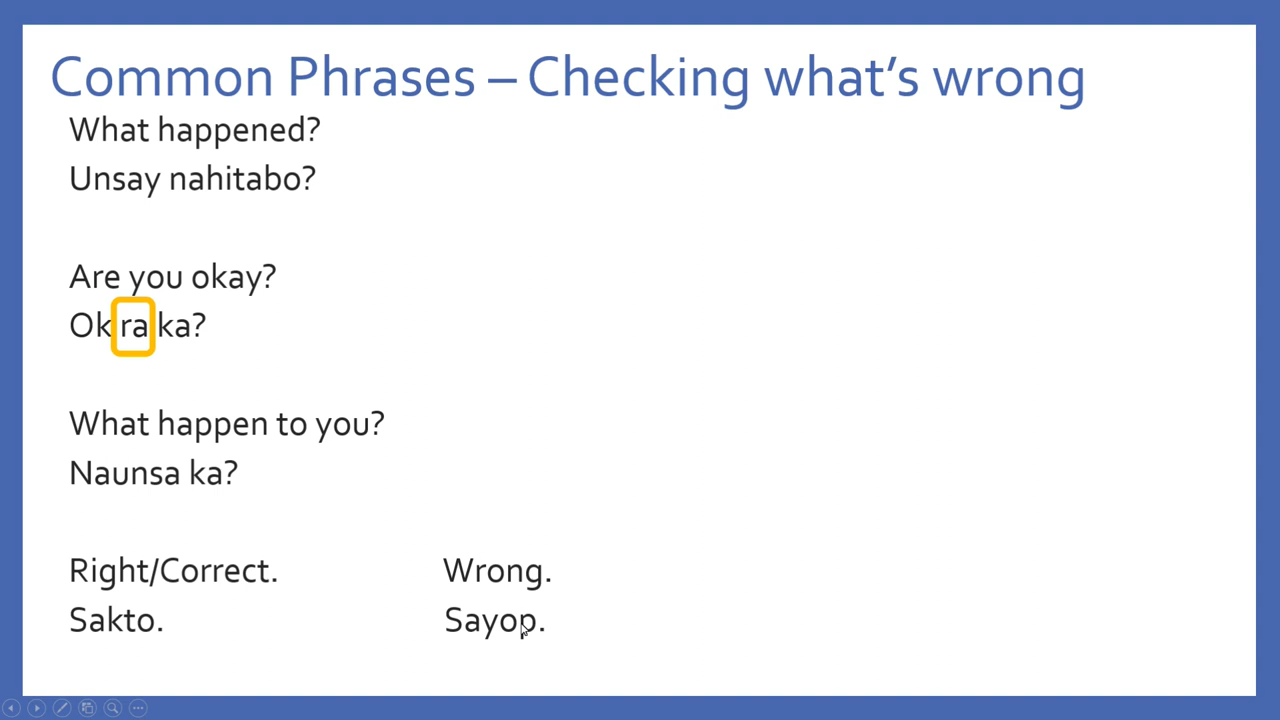 Common Phrases – Checking what's wrong
What happened?
Unsay nahitabo?
Are you okay?
Ok ra ka?
What happen to you?
Naunsa ka?
Right/Correct. Wrong.
Sakto. Sayop.